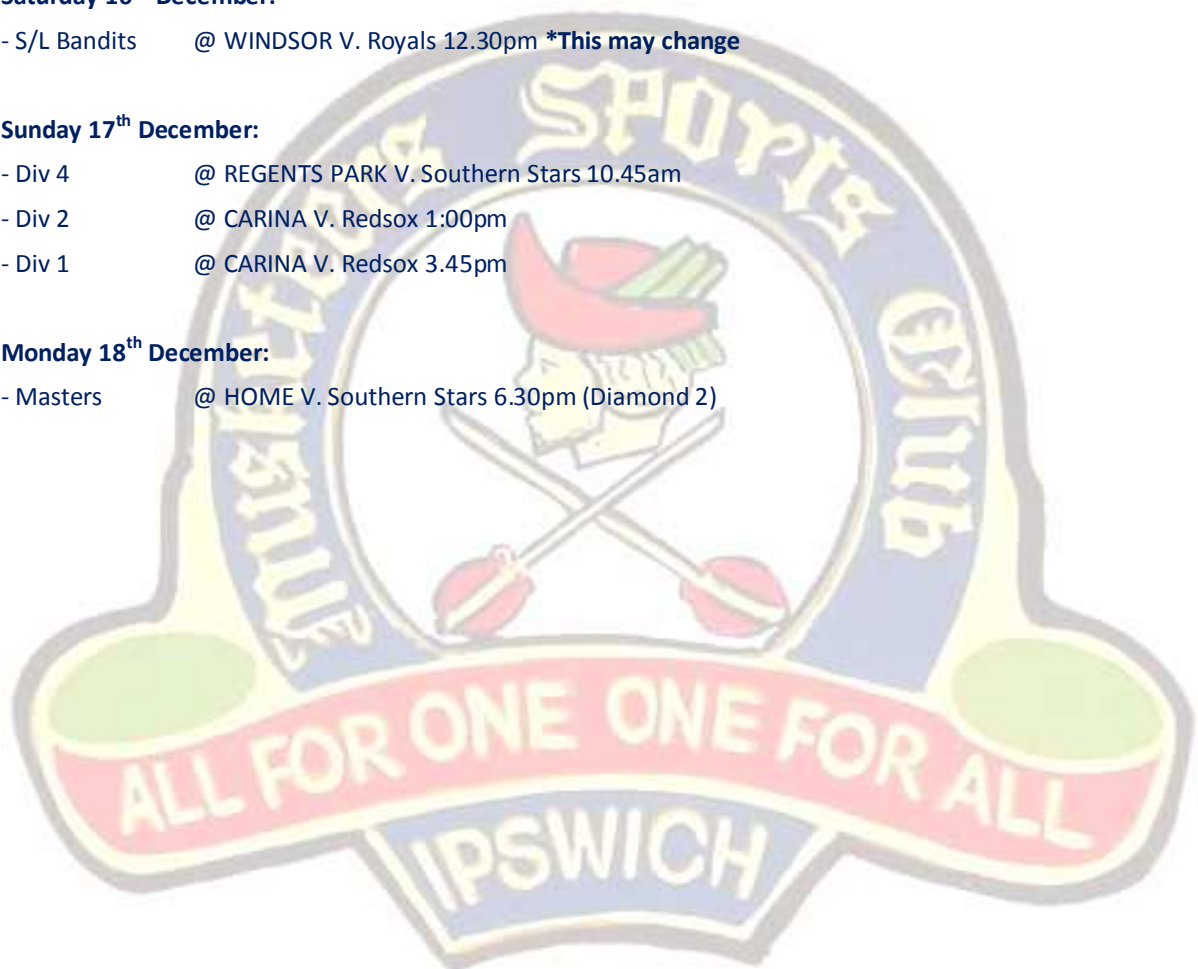 Saturday 16th December:
- S/L Bandits @ WINDSOR V. Royals 12.30pm *This may change
Sunday 17th December:
- Div 4 @ REGENTS PARK V. Southern Stars 10.45am
- Div 2 @ CARINA V. Redsox 1:00pm
- Div 1 @ CARINA V. Redsox 3.45pm
Monday 18th December:
- Masters @ HOME V. Southern Stars 6.30pm (Diamond 2)
Musketeers Sports Club
ALL FOR ONE ONE FOR ALL
IPSWICH